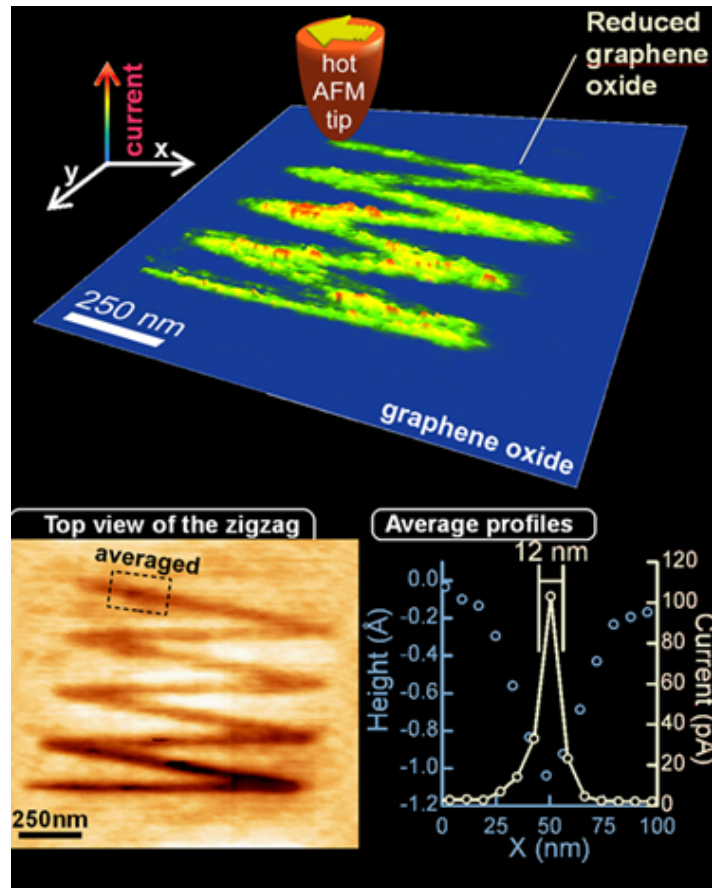 Reduced
graphene
oxide
hot
AFM
tip
current
x
y
250 nm
graphene oxide
Top view of the zigzag
averaged
250nm
Average profiles
12 nm
0.0
-0.2
-0.4
-0.6
-0.8
-1.0
-1.2
Height (Å)
120
100
80
60
40
20
0
Current (pA)
0
25
50
75
100
X (nm)